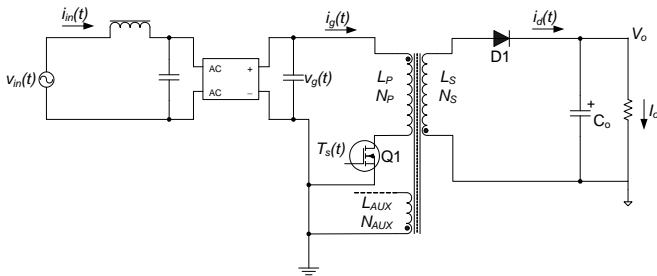 i_in(t)
i_g(t)
i_d(t)
V_o
D1
v_in(t)
AC
+
AC
–
v_g(t)
L_P
N_P
L_S
N_S
+
C_o
I_o
T_s(t)
Q1
L_AUX
N_AUX